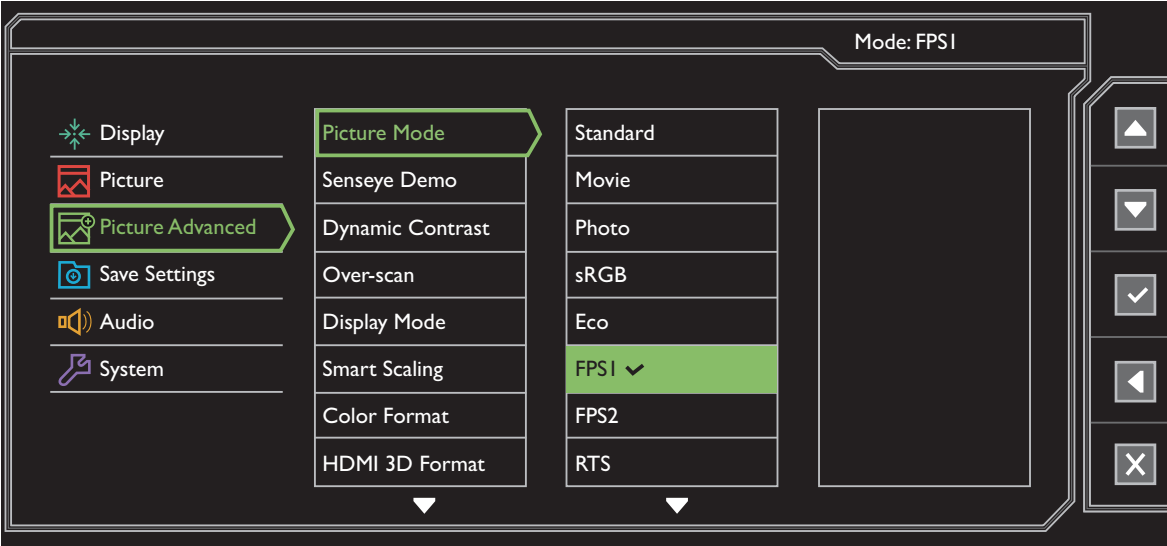 Mode: FPS1
Display
Picture
Picture Advanced
Save Settings
Audio
System
Picture Mode
Senseye Demo
Dynamic Contrast
Over-scan
Display Mode
Smart Scaling
Color Format
HDMI 3D Format
Standard
Movie
Photo
sRGB
Eco
FPS1
FPS2
RTS